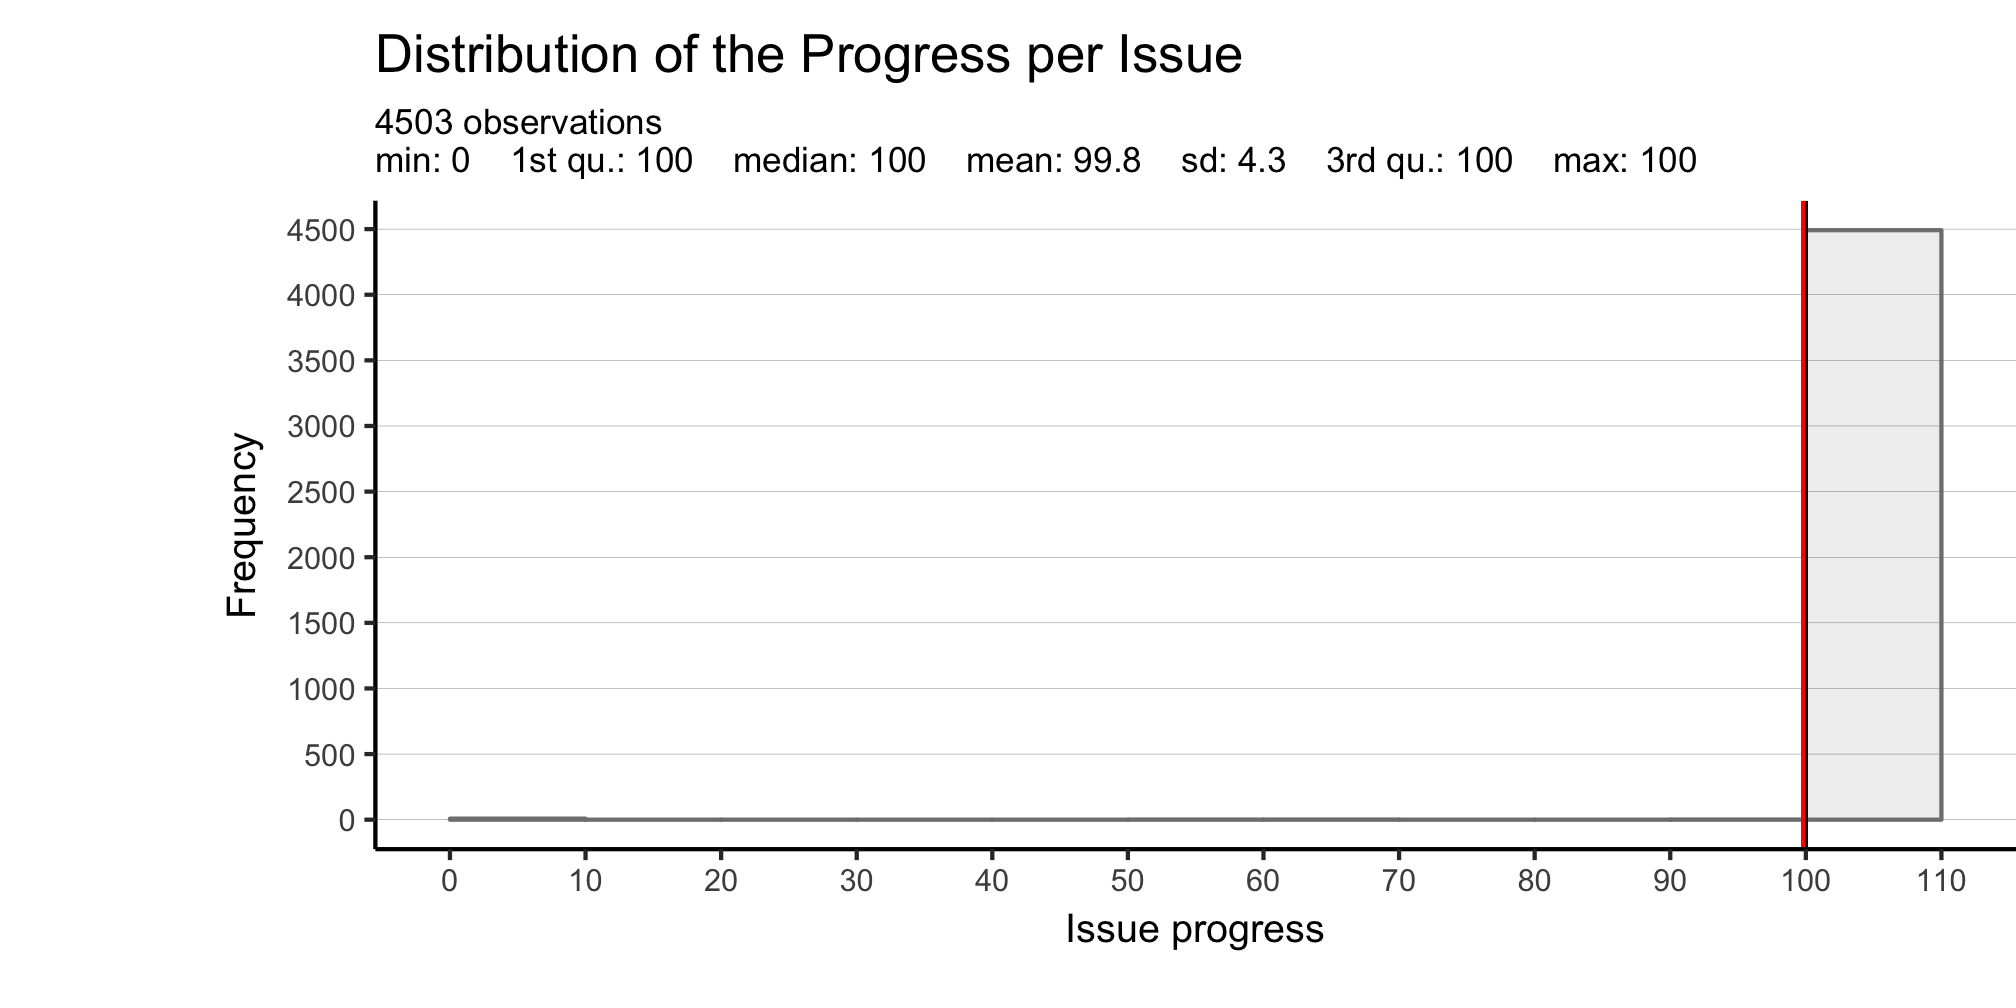 Distribution of the Progress per Issue
4503 observations
min: 0 1st qu.: 100 median: 100 mean: 99.8 sd: 4.3 3rd qu.: 100 max: 100
4500
4000
3500
3000
2500
2000
1500
1000
500
0
Frequency
0 10 20 30 40 50 60 70 80 90 100 110
Issue progress